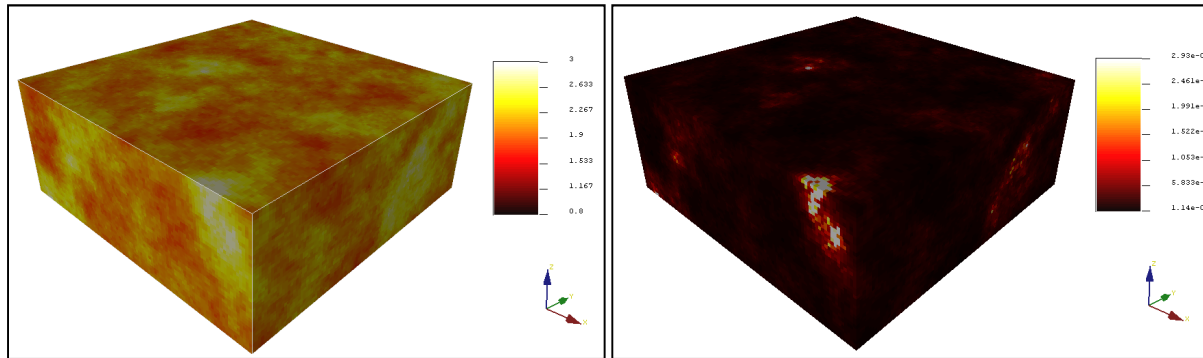 3
2.633
2.267
1.9
1.533
1.167
0.8
Z
Y
X
2.93e-0
2.461e-
1.991e-
1.522e-
1.053e-
5.833e-
1.14e-0
Z
Y
X